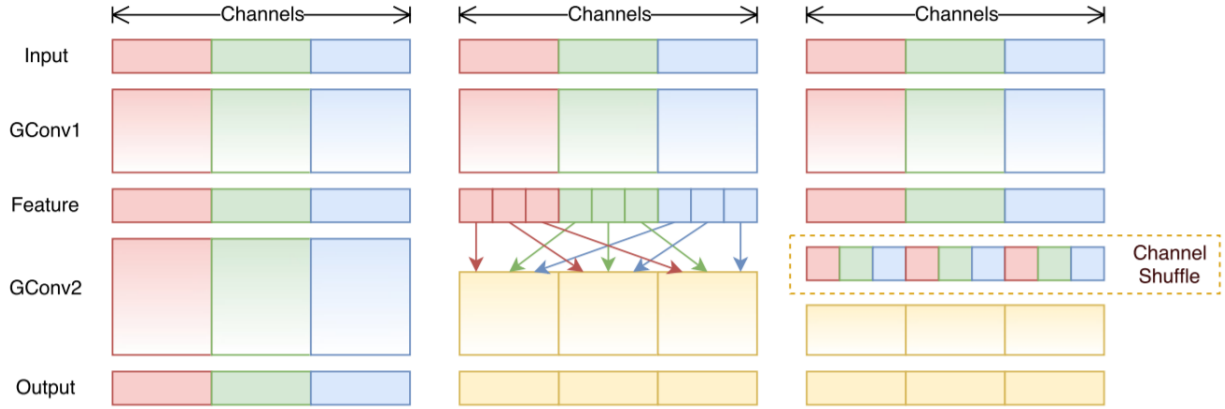 Channels
Channels
Channels
Input
GConv1
Feature
Channel
Shuffle
GConv2
Output